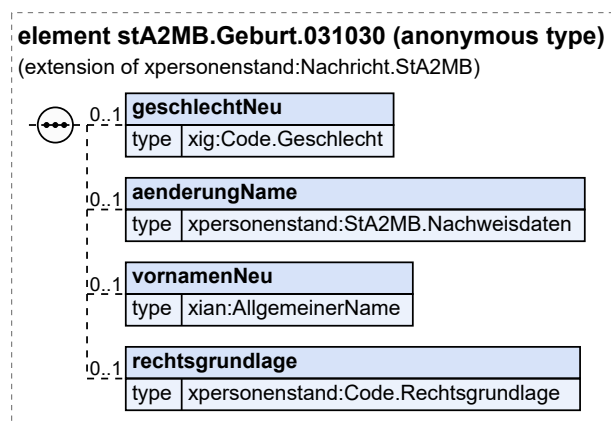 element stA2MB.Geburt.031030 (anonymous type)
(extension of xpersonenstand:Nachricht.StA2MB)
0..1 geschlechtNeu
type xig:Code.Geschlecht
0..1 aenderungName
type xpersonenstand:StA2MB.Nachweisdaten
0..1 vornamenNeu
type xian:AllgemeinerName
0..1 rechtsgrundlage
type xpersonenstand:Code.Rechtsgrundlage